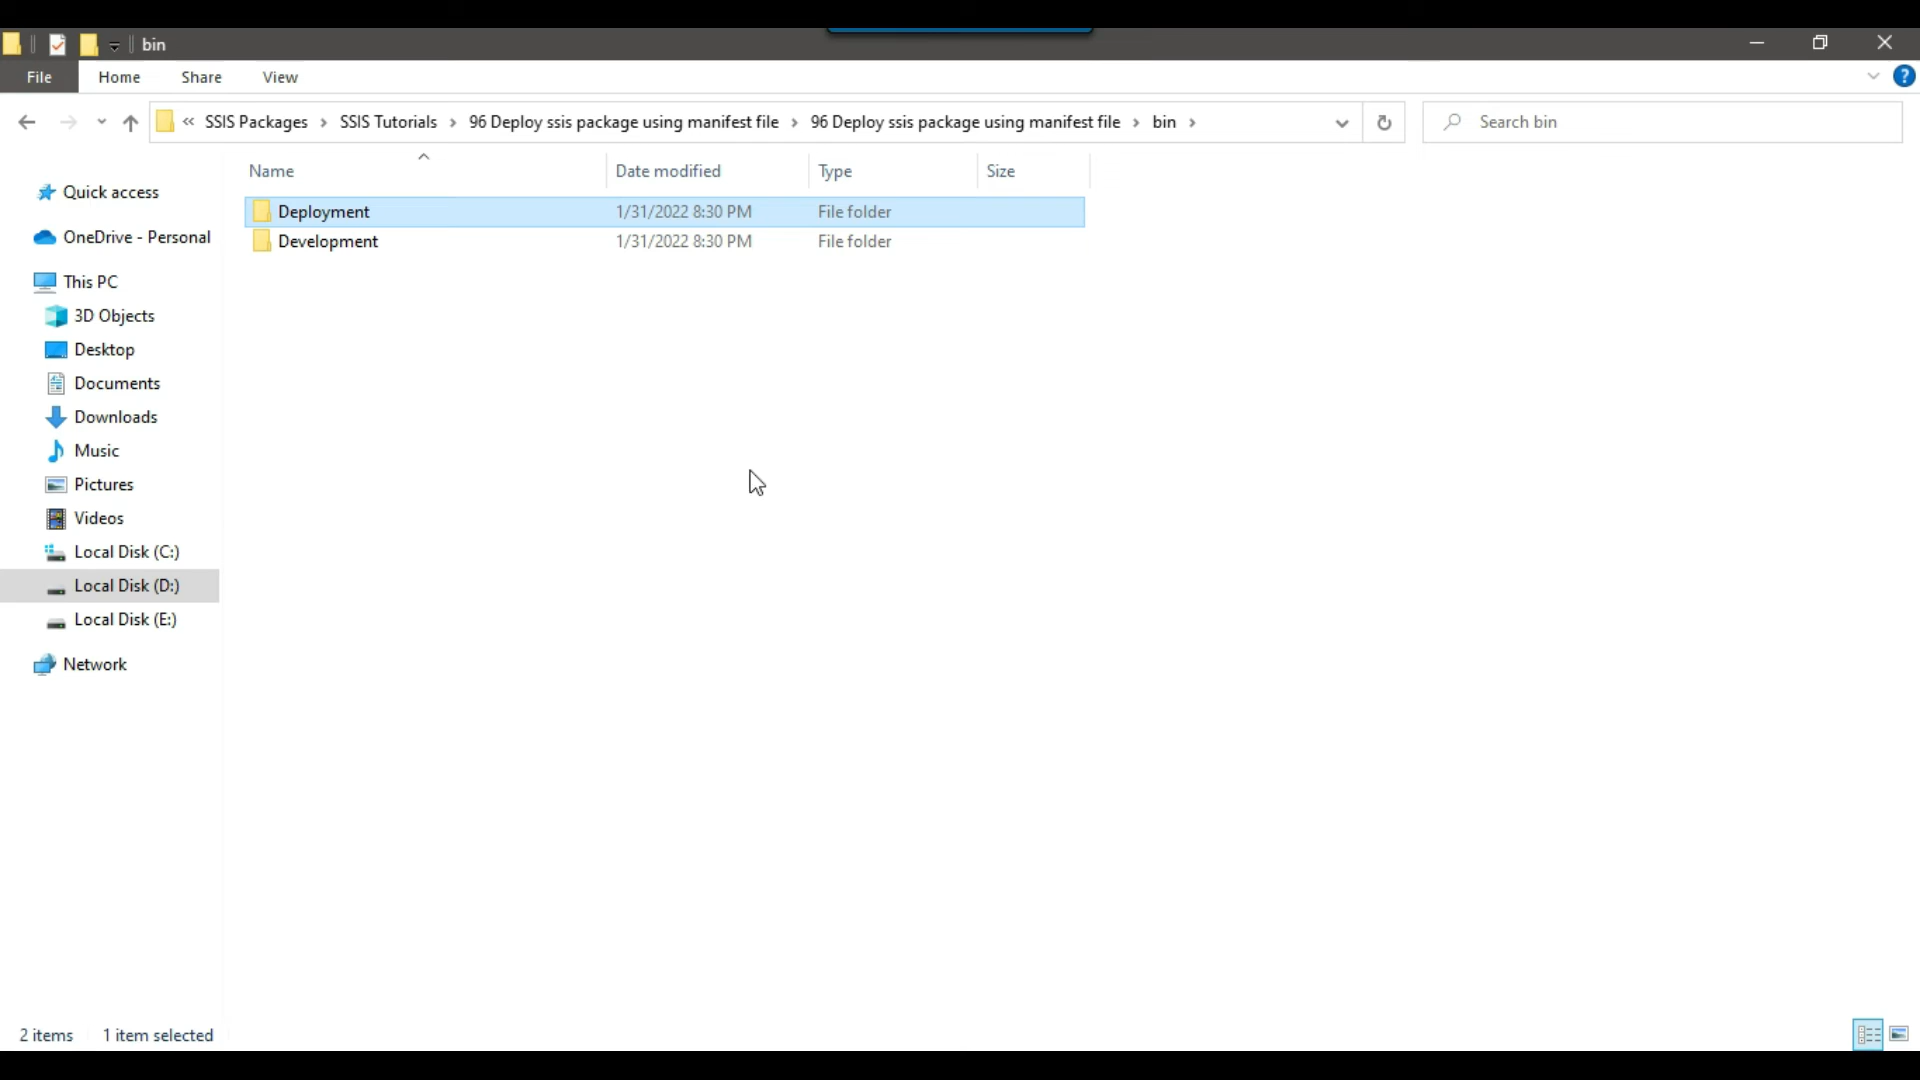 bin
File Home Share View
« SSIS Packages › SSIS Tutorials › 96 Deploy ssis package using manifest file › 96 Deploy ssis package using manifest file › bin ›
Search bin
Name Date modified Type Size
Deployment 1/31/2022 8:30 PM File folder
Development 1/31/2022 8:30 PM File folder
Quick access
OneDrive - Personal
This PC
3D Objects
Desktop
Documents
Downloads
Music
Pictures
Videos
Local Disk (C:)
Local Disk (D:)
Local Disk (E:)
Network
2 items 1 item selected